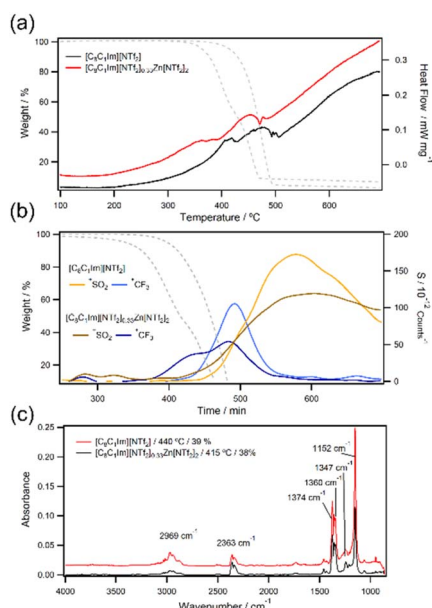 (a)
[C₈C₁Im][NTf₂]
[C₈C₁Im][NTf₂]₀.₃₃Zn[NTf₂]₂
Weight / %
100
80
60
40
20
Heat Flow / mW mg⁻¹
0.3
0.2
0.1
0.0
100
200
300
400
500
600
Temperature / ºC
(b)
[C₈C₁Im][NTf₂]
⁺SO₂ ⁺CF₃
[C₈C₁Im][NTf₂]₀.₃₃Zn[NTf₂]₂
⁺SO₂ ⁺CF₃
Weight / %
100
80
60
40
20
S / 10⁻¹² Counts⁻¹
200
150
100
50
0
300
400
500
600
Time / min
(c)
[C₈C₁Im][NTf₂] / 440 ºC / 39 %
[C₈C₁Im][NTf₂]₀.₃₃Zn[NTf₂]₂ / 415 ºC / 38%
1152 cm⁻¹
1347 cm⁻¹
1360 cm⁻¹
1374 cm⁻¹
2969 cm⁻¹
2363 cm⁻¹
Absorbance
0.25
0.20
0.15
0.10
0.05
0.00
4000
3500
3000
2500
2000
1500
1000
Wavenumber / cm⁻¹